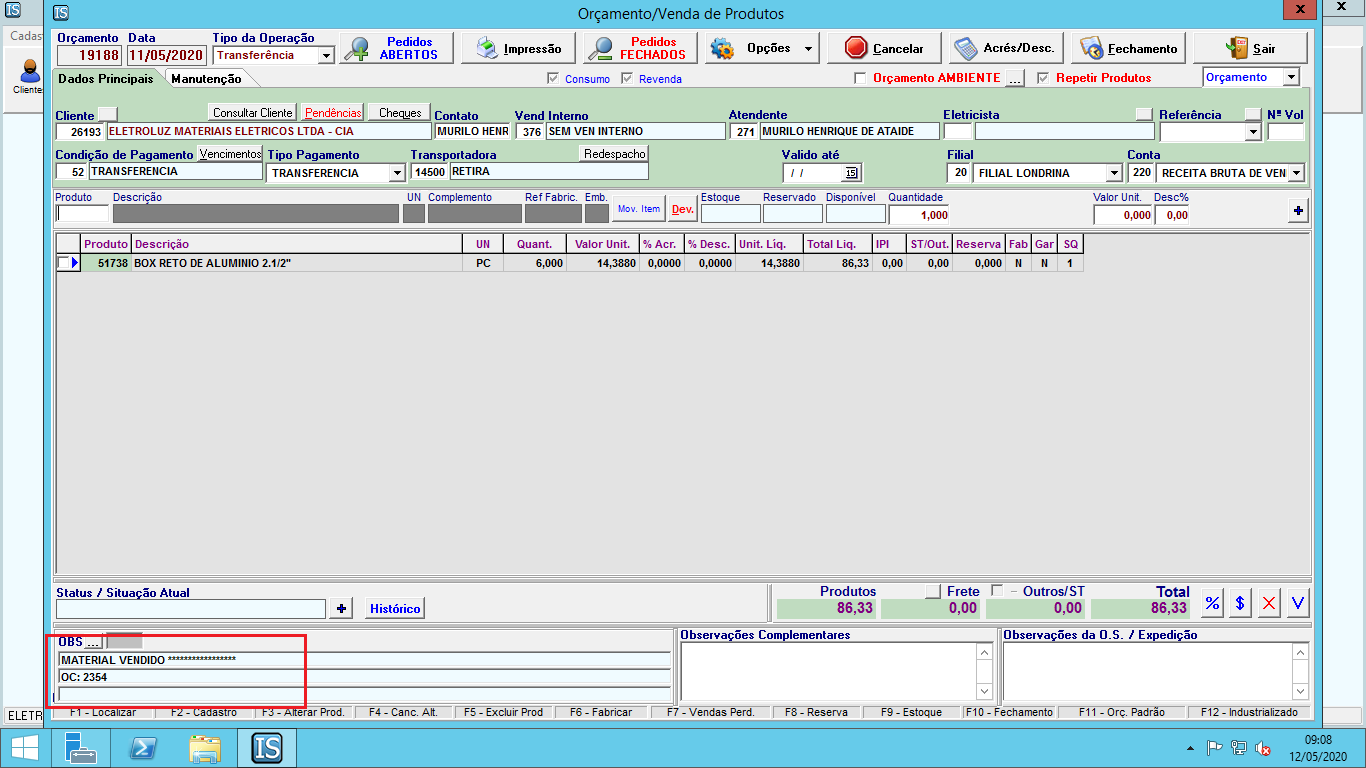 IS
Orçamento/Venda de Produtos
x
x
Cadas
Cliente
Orçamento Data Tipo da Operação
19188 11/05/2020 Transferência
Pedidos ABERTOS
Impressão
Pedidos FECHADOS
Opções
Cancelar
Acrés/Desc.
Fechamento
Sair
Dados Principais Manutenção
Consumo Revenda
Orçamento AMBIENTE ... Repetir Produtos Orçamento
Cliente Consultar Cliente Pendências Cheques Contato Vend Interno Atendente Eletricista Referência Nº Vol
26193 ELETROLUZ MATERIAIS ELETRICOS LTDA - CIA MURILO HENR 376 SEM VEN INTERNO 271 MURILO HENRIQUE DE ATAIDE
Condição de Pagamento Vencimentos Tipo Pagamento Transportadora Redespacho Valido até Filial Conta
52 TRANSFERENCIA TRANSFERENCIA 14500 RETIRA / / 15 20 FILIAL LONDRINA 220 RECEITA BRUTA DE VEN
Produto Descrição UN Complemento Ref Fabric. Emb. Mov. Item Dev. Estoque Reservado Disponível Quantidade Valor Unit. Desc%
1,000 0,000 0,00 +
Produto Descrição UN Quant. Valor Unit. % Acr. % Desc. Unit. Liq. Total Liq. IPI ST/Out. Reserva Fab Gar SQ
51738 BOX RETO DE ALUMINIO 2.1/2" PC 6,000 14,3880 0,0000 0,0000 14,3880 86,33 0,00 0,00 0,000 N N 1
Status / Situação Atual
+ Histórico
Produtos Frete – Outros/ST Total
86,33 0,00 0,00 86,33 % $ X V
OBS ...
MATERIAL VENDIDO *****************
OC: 2354
Observações Complementares
Observações da O.S. / Expedição
ELETR
F1 - Localizar F2 - Cadastro F3 - Alterar Prod. F4 - Canc. Alt. F5 - Excluir Prod F6 - Fabricar F7 - Vendas Perd. F8 - Reserva F9 - Estoque F10 - Fechamento F11 - Orç. Padrão F12 - Industrializado
IS
09:08
12/05/2020